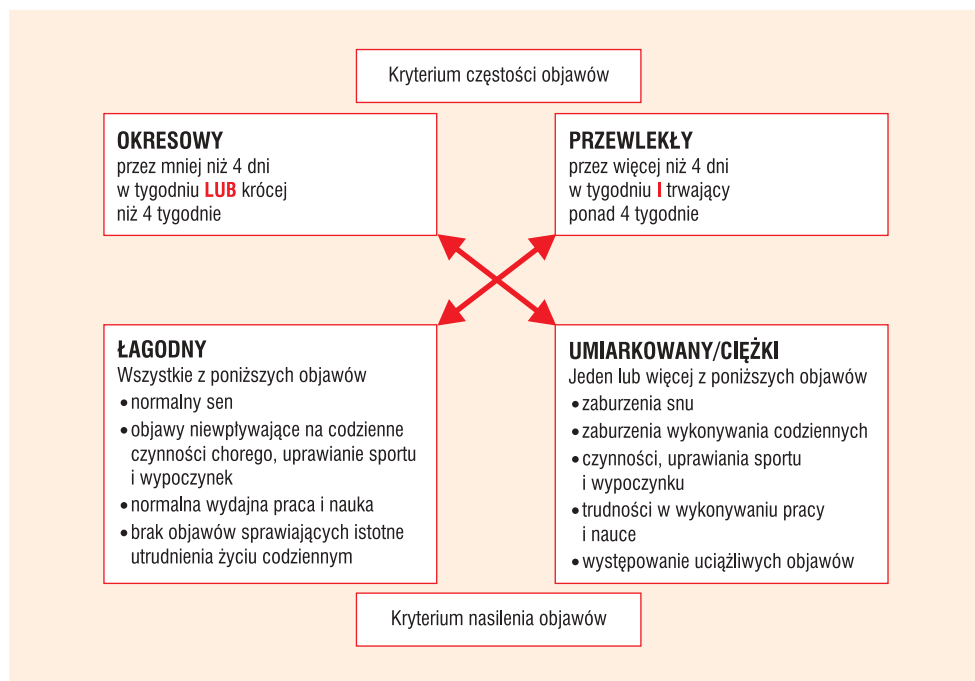 Kryterium częstości objawów
OKRESOWY
przez mniej niż 4 dni
w tygodniu LUB krócej
niż 4 tygodnie
PRZEWLEKŁY
przez więcej niż 4 dni
w tygodniu I trwający
ponad 4 tygodnie
ŁAGODNY
Wszystkie z poniższych objawów
• normalny sen
• objawy niewpływające na codzienne
czynności chorego, uprawianie sportu
i wypoczynek
• normalna wydajna praca i nauka
• brak objawów sprawiających istotne
utrudnienia życiu codziennym
UMIARKOWANY/CIĘŻKI
Jeden lub więcej z poniższych objawów
• zaburzenia snu
• zaburzenia wykonywania codziennych
• czynności, uprawiania sportu
i wypoczynku
• trudności w wykonywaniu pracy
i nauce
• występowanie uciążliwych objawów
Kryterium nasilenia objawów